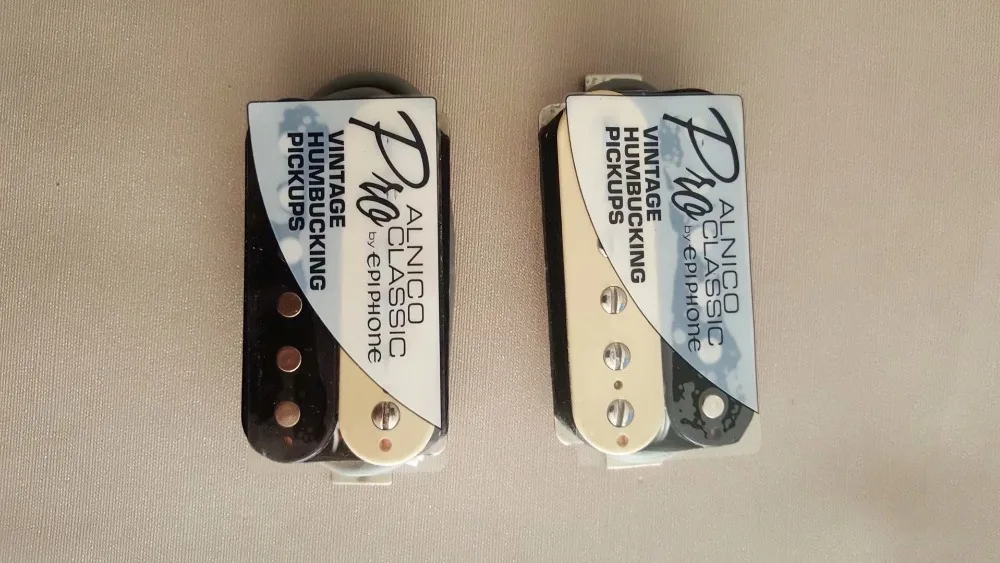 Pro
ALNICO
CLASSIC
by EPIPHONE
VINTAGE
HUMBUCKING
PICKUPS
Pro
ALNICO
CLASSIC
by EPIPHONE
VINTAGE
HUMBUCKING
PICKUPS